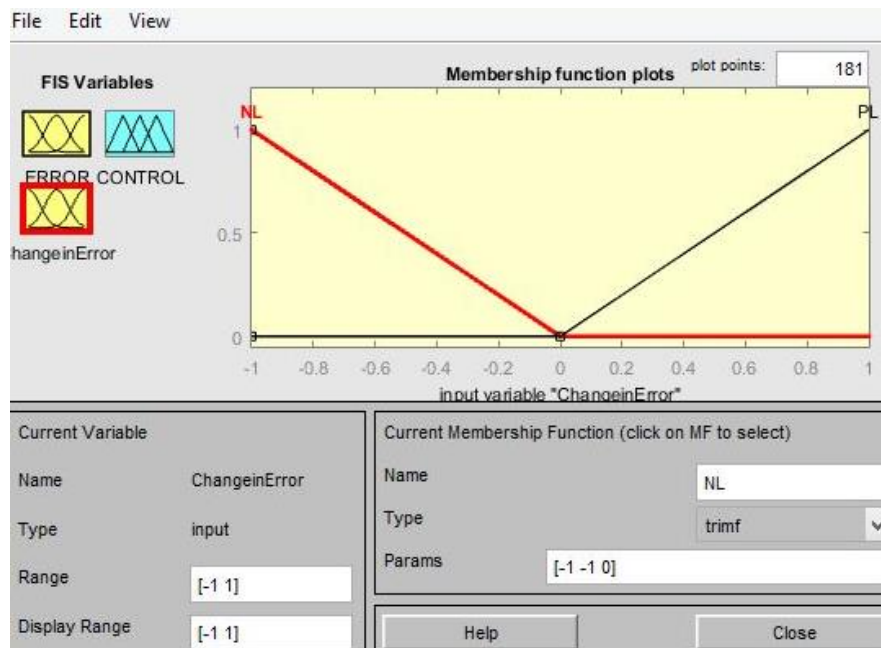 File Edit View
FIS Variables
ERROR CONTROL
hangeinError
Membership function plots
plot points:
181
NL
PL
1
0.5
0
-1 -0.8 -0.6 -0.4 -0.2 0 0.2 0.4 0.6 0.8 1
input variable "ChangeinError"
Current Variable
Name ChangeinError
Type input
Range [-1 1]
Display Range [-1 1]
Current Membership Function (click on MF to select)
Name NL
Type trimf
Params [-1 -1 0]
Help Close